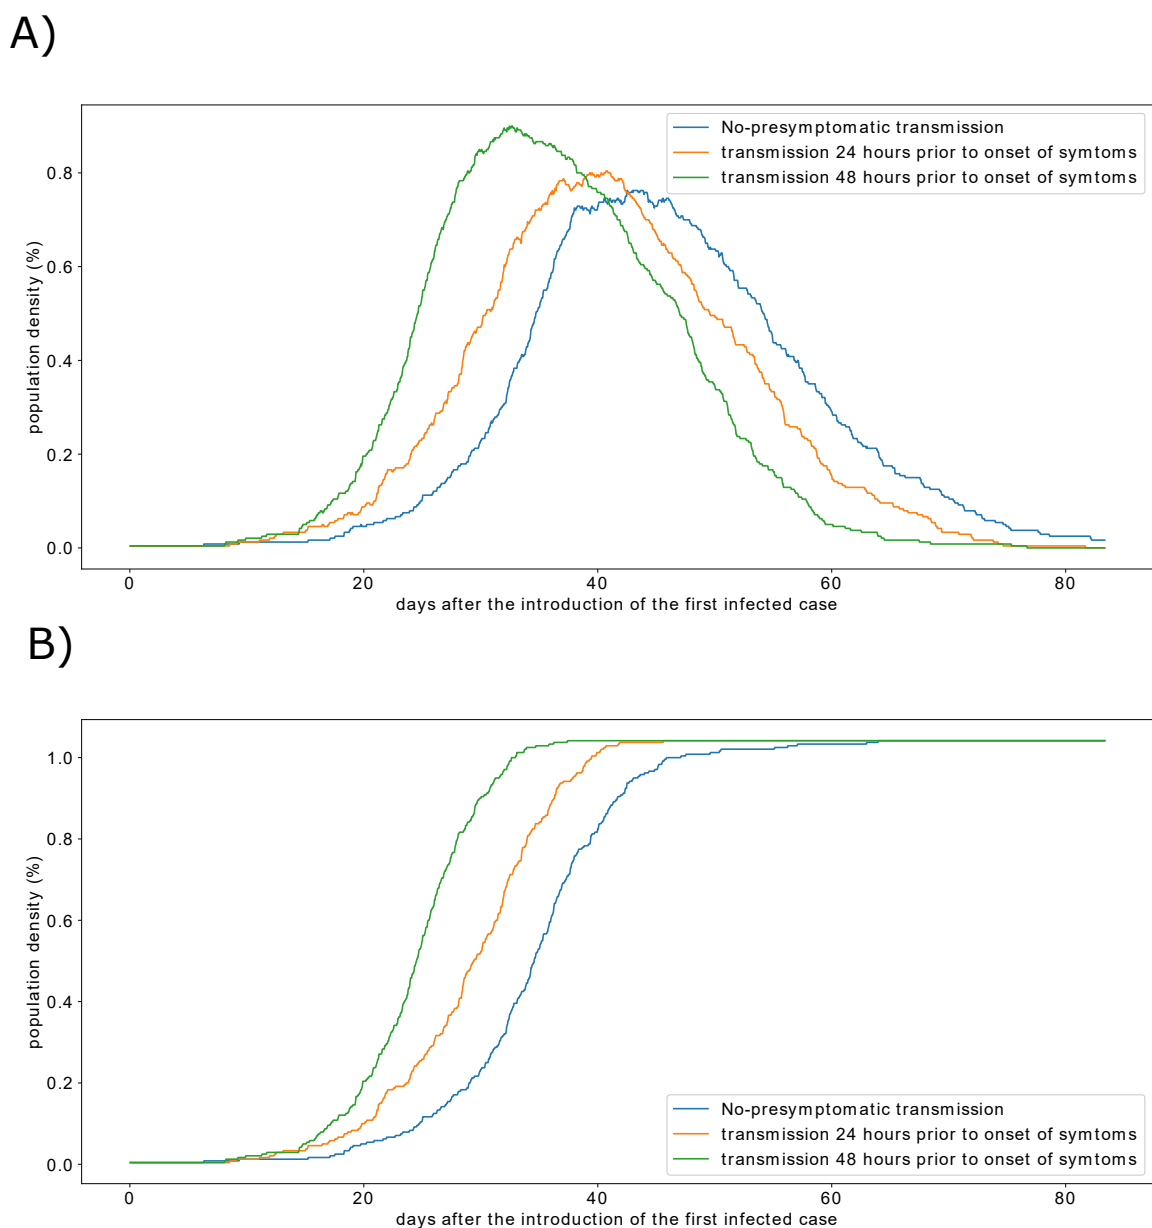 A)
No-presymptomatic transmission
transmission 24 hours prior to onset of symtoms
transmission 48 hours prior to onset of symtoms
population density (%)
0.8
0.6
0.4
0.2
0.0
0 20 40 60 80
days after the introduction of the first infected case
B)
population density (%)
1.0
0.8
0.6
0.4
0.2
0.0
No-presymptomatic transmission
transmission 24 hours prior to onset of symtoms
transmission 48 hours prior to onset of symtoms
0 20 40 60 80
days after the introduction of the first infected case